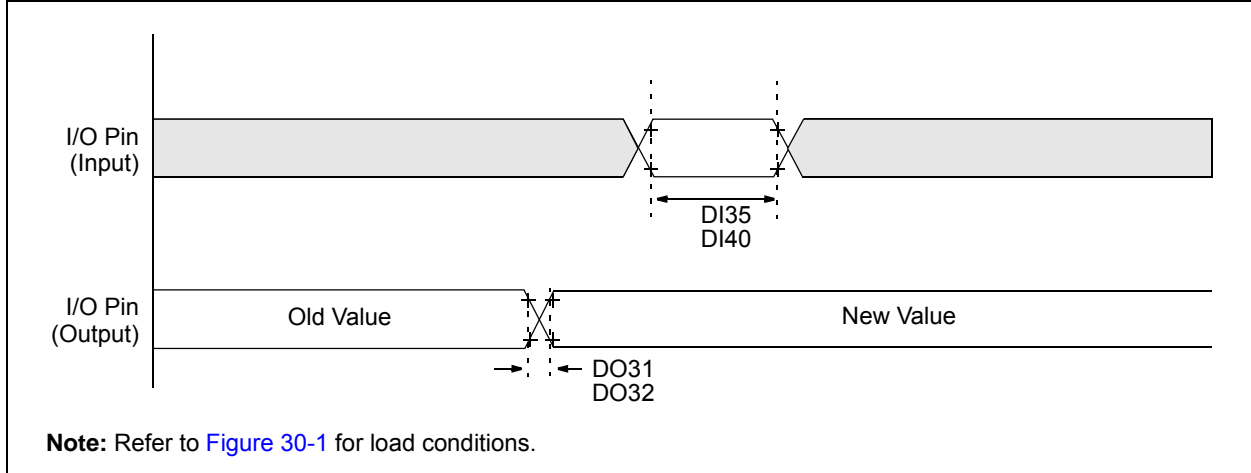 I/O Pin
(Input)
DI35
DI40
I/O Pin
(Output)
Old Value
New Value
DO31
DO32
Note: Refer to Figure 30-1 for load conditions.